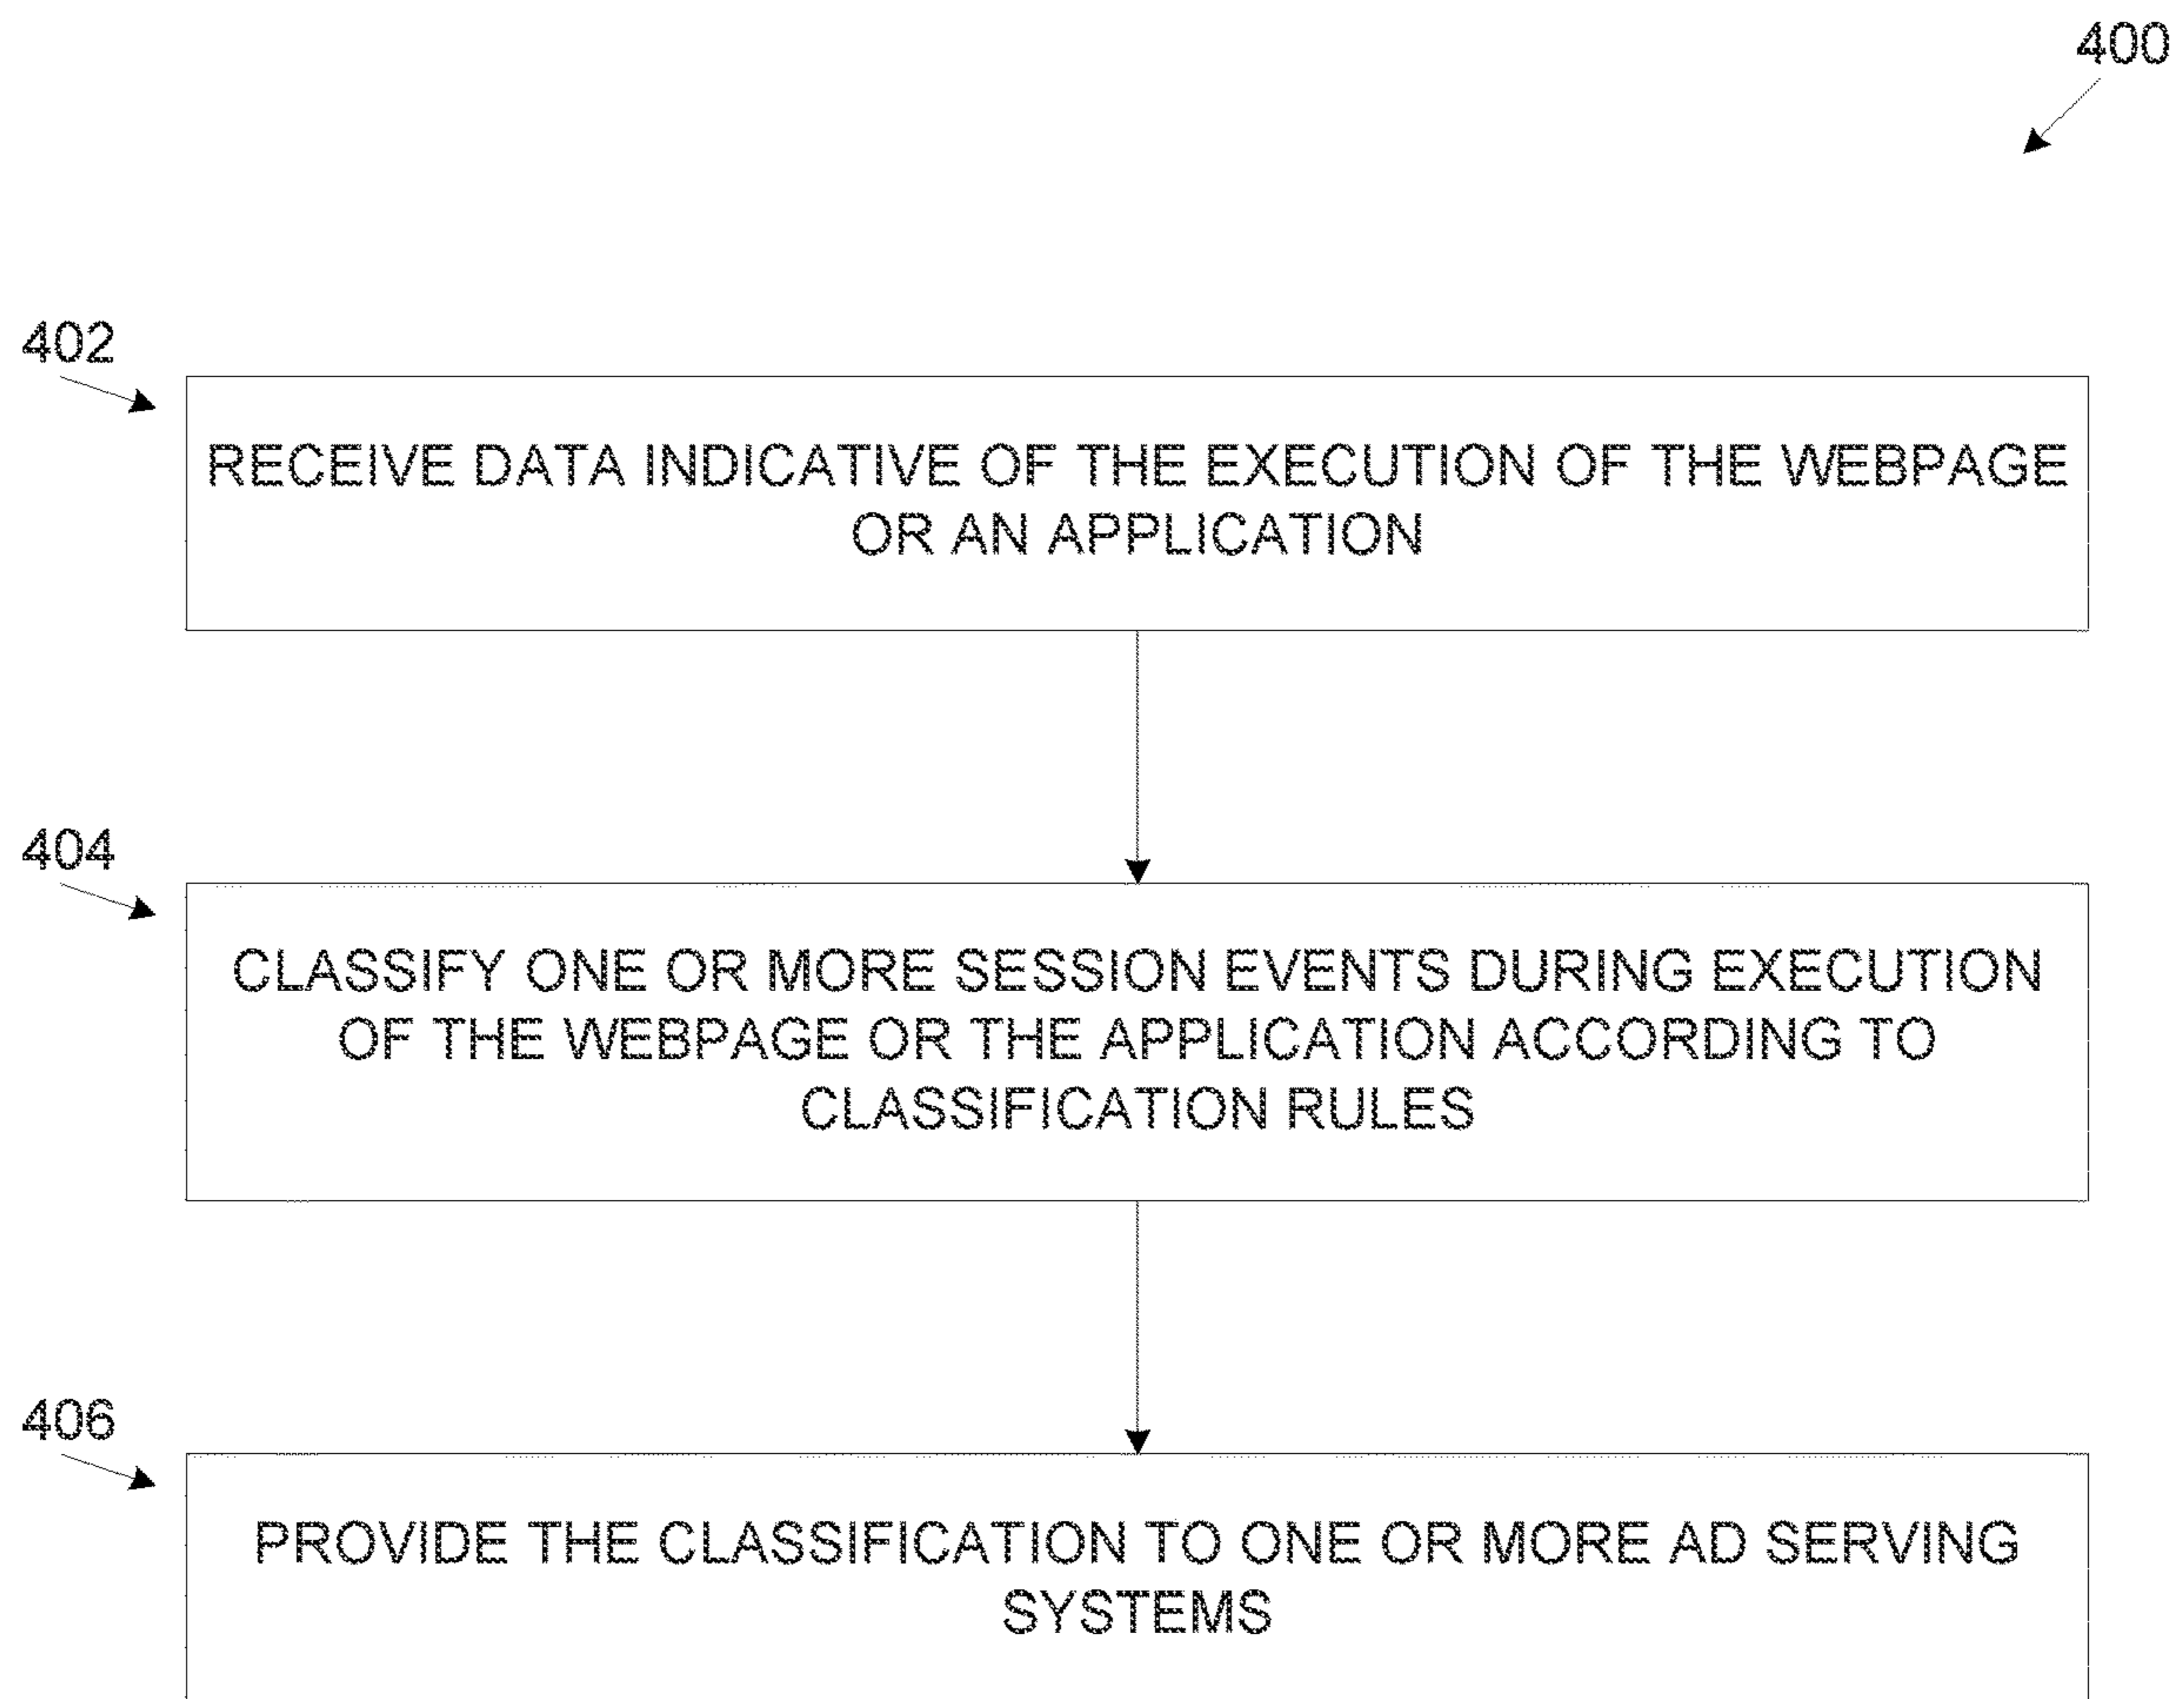 400
402
RECEIVE DATA INDICATIVE OF THE EXECUTION OF THE WEBPAGE
OR AN APPLICATION
404
CLASSIFY ONE OR MORE SESSION EVENTS DURING EXECUTION
OF THE WEBPAGE OR THE APPLICATION ACCORDING TO
CLASSIFICATION RULES
406
PROVIDE THE CLASSIFICATION TO ONE OR MORE AD SERVING
SYSTEMS